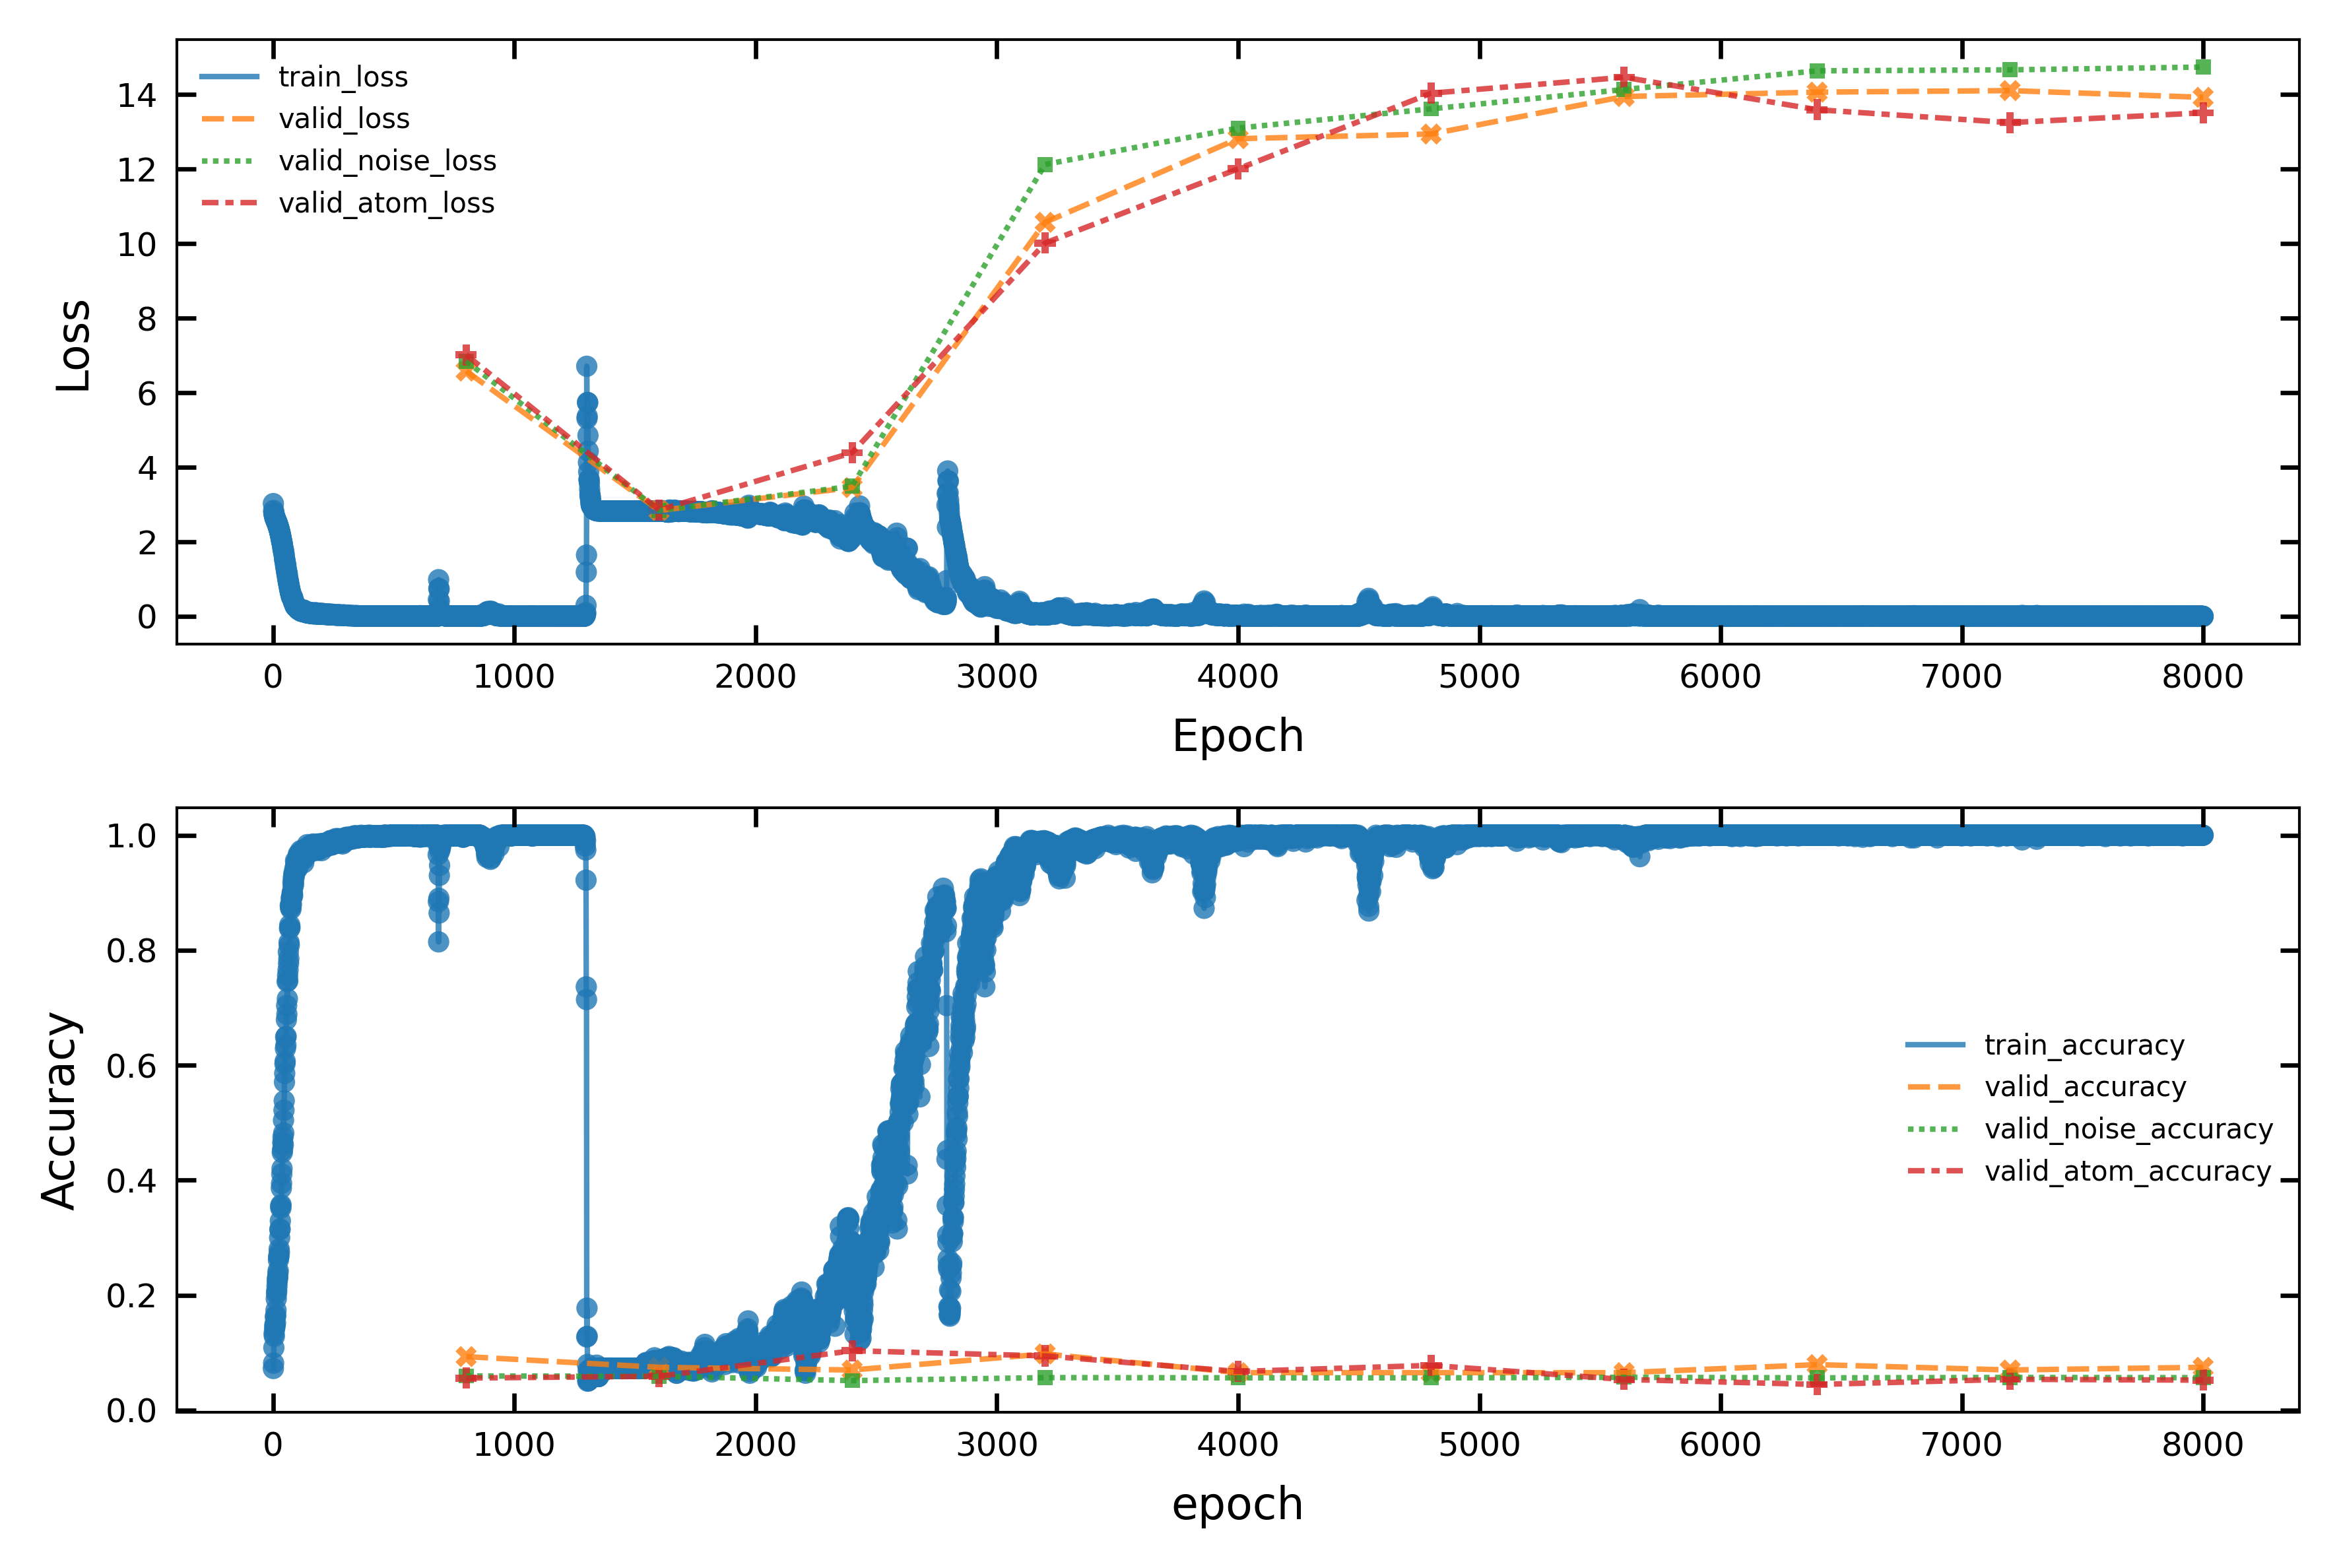 train_loss
valid_loss
valid_noise_loss
valid_atom_loss
14
12
10
8
6
4
2
0
Loss
0 1000 2000 3000 4000 5000 6000 7000 8000
Epoch
1.0
0.8
0.6
0.4
0.2
0.0
Accuracy
train_accuracy
valid_accuracy
valid_noise_accuracy
valid_atom_accuracy
0 1000 2000 3000 4000 5000 6000 7000 8000
epoch